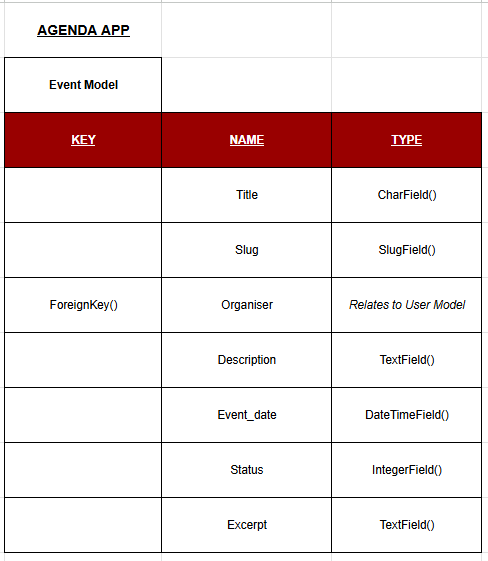 AGENDA APP
Event Model
KEY NAME TYPE
Title CharField()
Slug SlugField()
ForeignKey() Organiser Relates to User Model
Description TextField()
Event_date DateTimeField()
Status IntegerField()
Excerpt TextField()